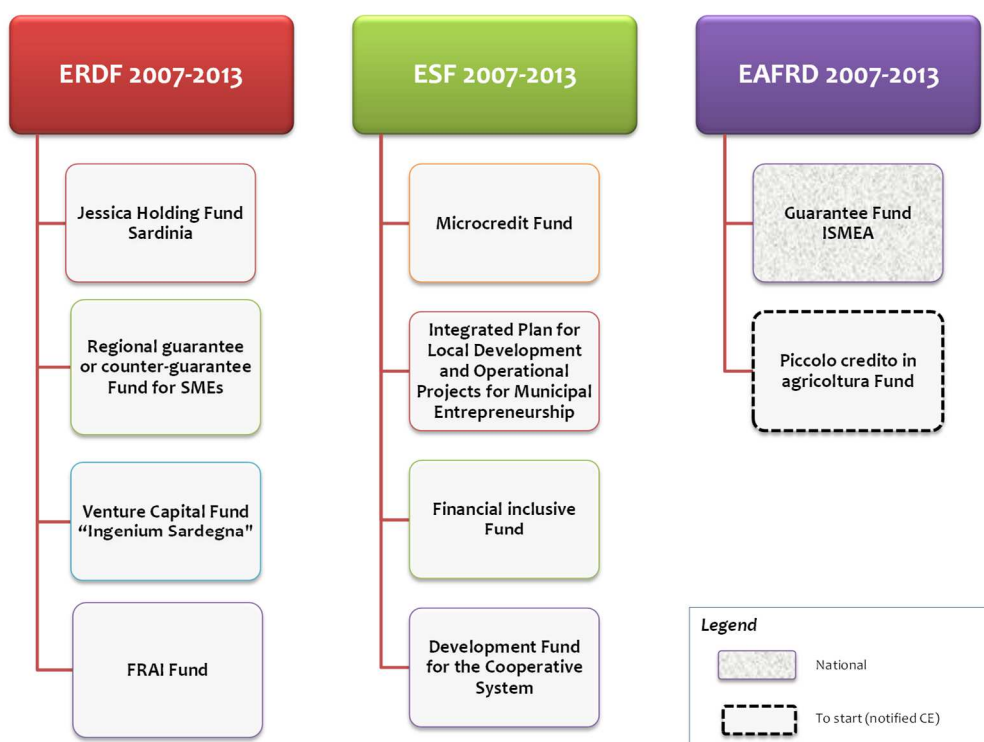 ERDF 2007-2013
Jessica Holding Fund
Sardinia
Regional guarantee
or counter-guarantee
Fund for SMEs
Venture Capital Fund
“Ingenium Sardegna"
FRAI Fund
ESF 2007-2013
Microcredit Fund
Integrated Plan for
Local Development
and Operational
Projects for Municipal
Entrepreneurship
Financial inclusive
Fund
Development Fund
for the Cooperative
System
EAFRD 2007-2013
Guarantee Fund
ISMEA
Piccolo credito in
agricoltura Fund
Legend
National
To start (notified CE)